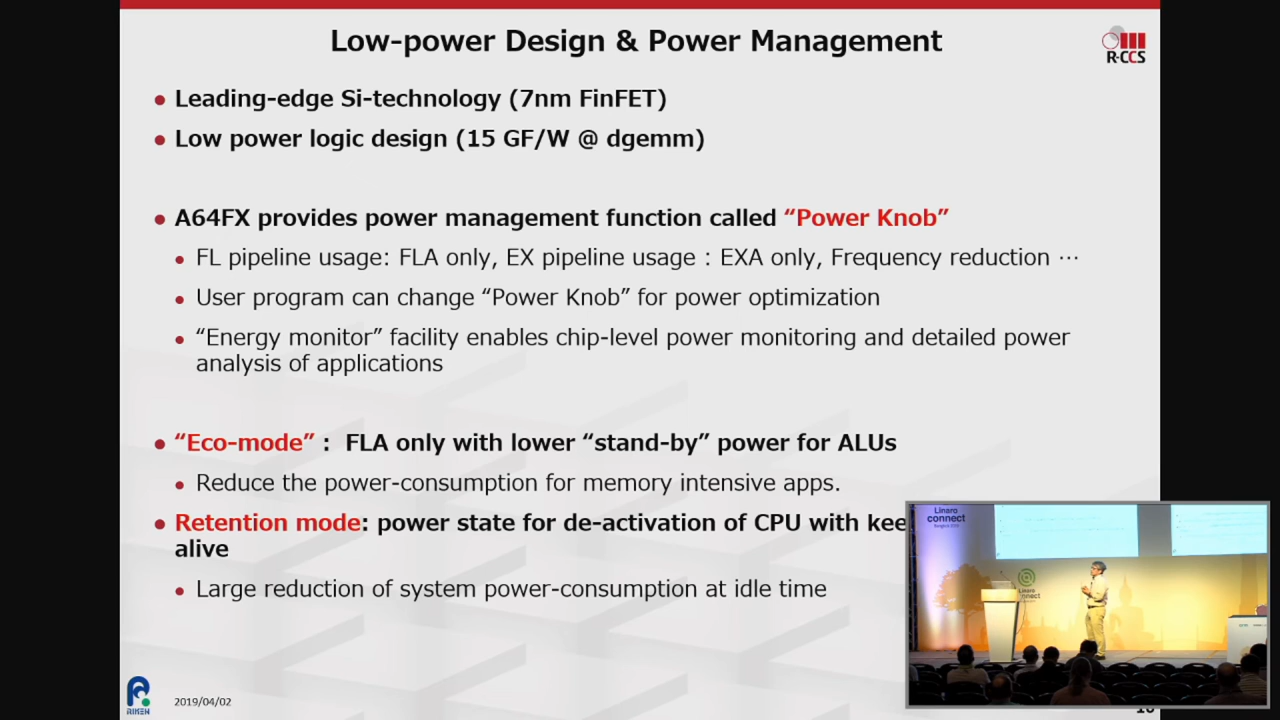 Low-power Design & Power Management
R-CCS
● Leading-edge Si-technology (7nm FinFET)
● Low power logic design (15 GF/W @ dgemm)
● A64FX provides power management function called “Power Knob”
● FL pipeline usage: FLA only, EX pipeline usage : EXA only, Frequency reduction ⋯
● User program can change “Power Knob” for power optimization
● “Energy monitor” facility enables chip-level power monitoring and detailed power
analysis of applications
● “Eco-mode” : FLA only with lower “stand-by” power for ALUs
● Reduce the power-consumption for memory intensive apps.
● Retention mode: power state for de-activation of CPU with kee
alive
● Large reduction of system power-consumption at idle time
Linaro
connect
Linaro
connect
RIKEN
2019/04/02